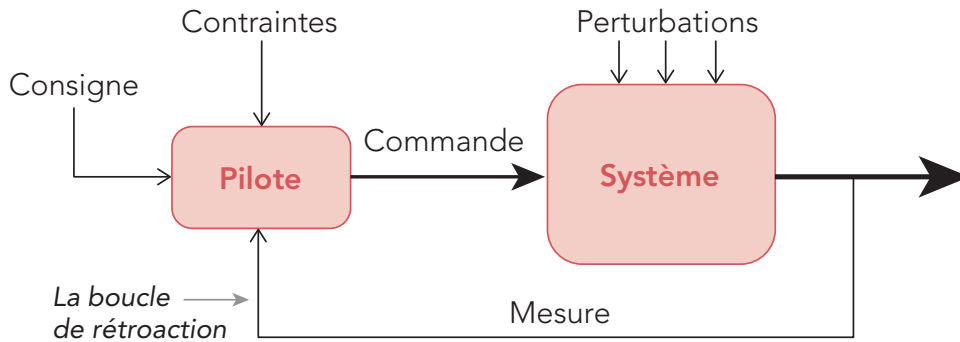 Contraintes
Perturbations
Consigne
Commande
Pilote
Système
La boucle
de rétroaction
Mesure